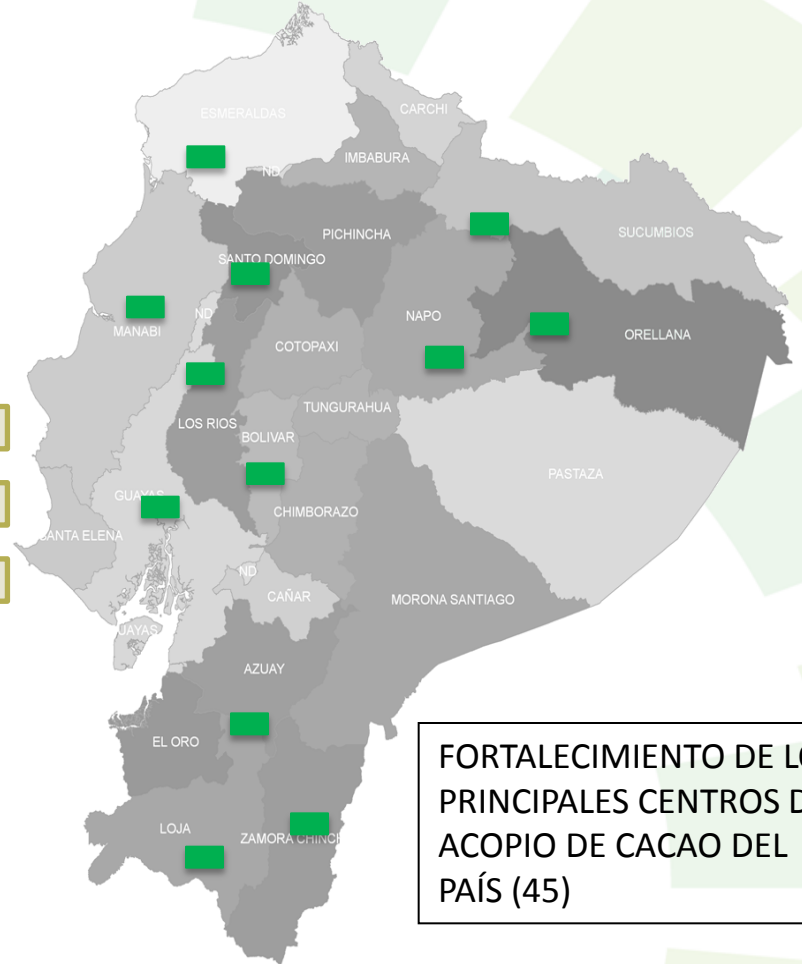 ESMERALDAS
CARCHI
IMBABURA
ND
PICHINCHA
SUCUMBIOS
SANTO DOMINGO
ND
NAPO
MANABI
ORELLANA
COTOPAXI
TUNGURAHUA
LOS RIOS
BOLIVAR
PASTAZA
GUAYAS
CHIMBORAZO
ANTA ELENA
ND
CAÑAR
MORONA SANTIAGO
UAYAS
AZUAY
EL ORO
LOJA
ZAMORA CHINCH
FORTALECIMIENTO DE LO
PRINCIPALES CENTROS D
ACOPIO DE CACAO DEL
PAÍS (45)